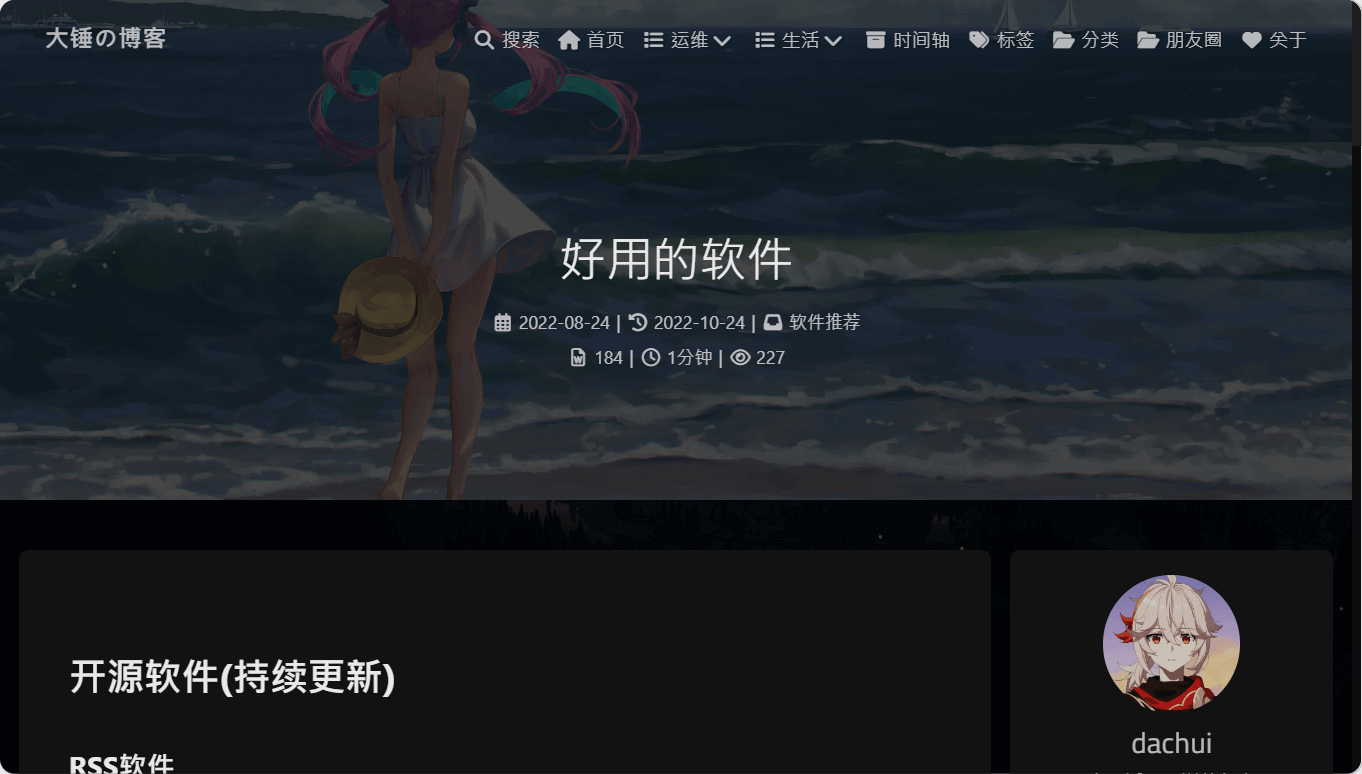 大锤の博客
搜索 首页 运维 生活 时间轴 标签 分类 朋友圈 关于
好用的软件
2022-08-24 | 2022-10-24 | 软件推荐
184 | 1分钟 | 227
开源软件(持续更新)
RSS软件
dachui